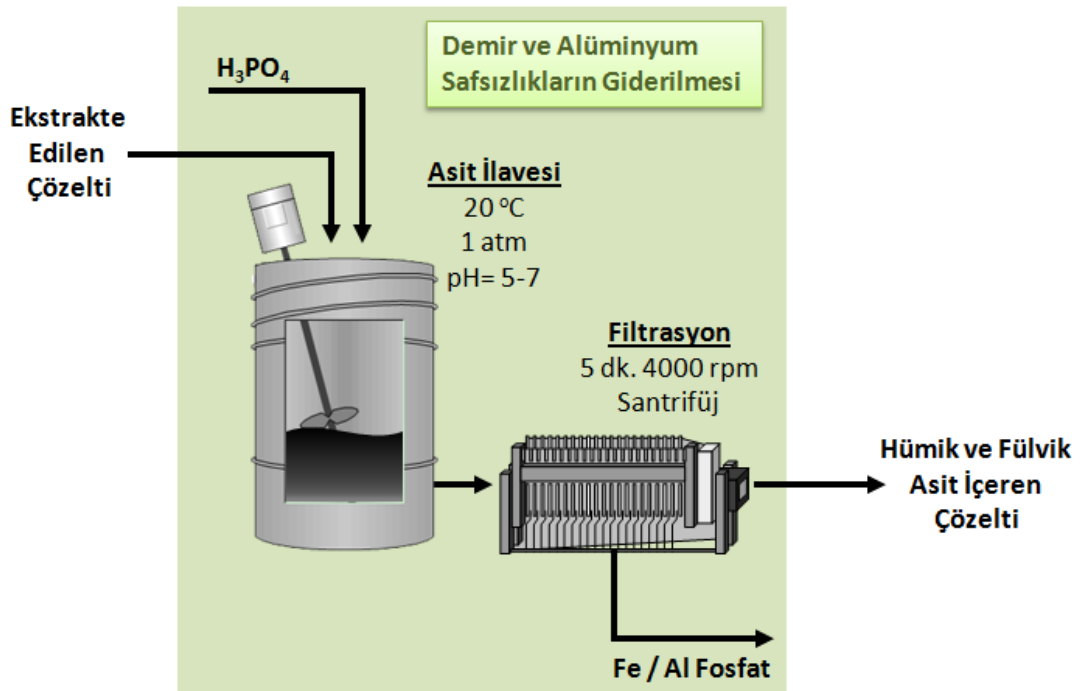 Demir ve Alüminyum
Safsızlıkların Giderilmesi
H₃PO₄
Ekstrakte
Edilen
Çözelti
Asit İlavesi
20 ºC
1 atm
pH= 5-7
Filtrasyon
5 dk. 4000 rpm
Santrifüj
Hümik ve Fülvik
Asit İçeren
Çözelti
Fe / Al Fosfat